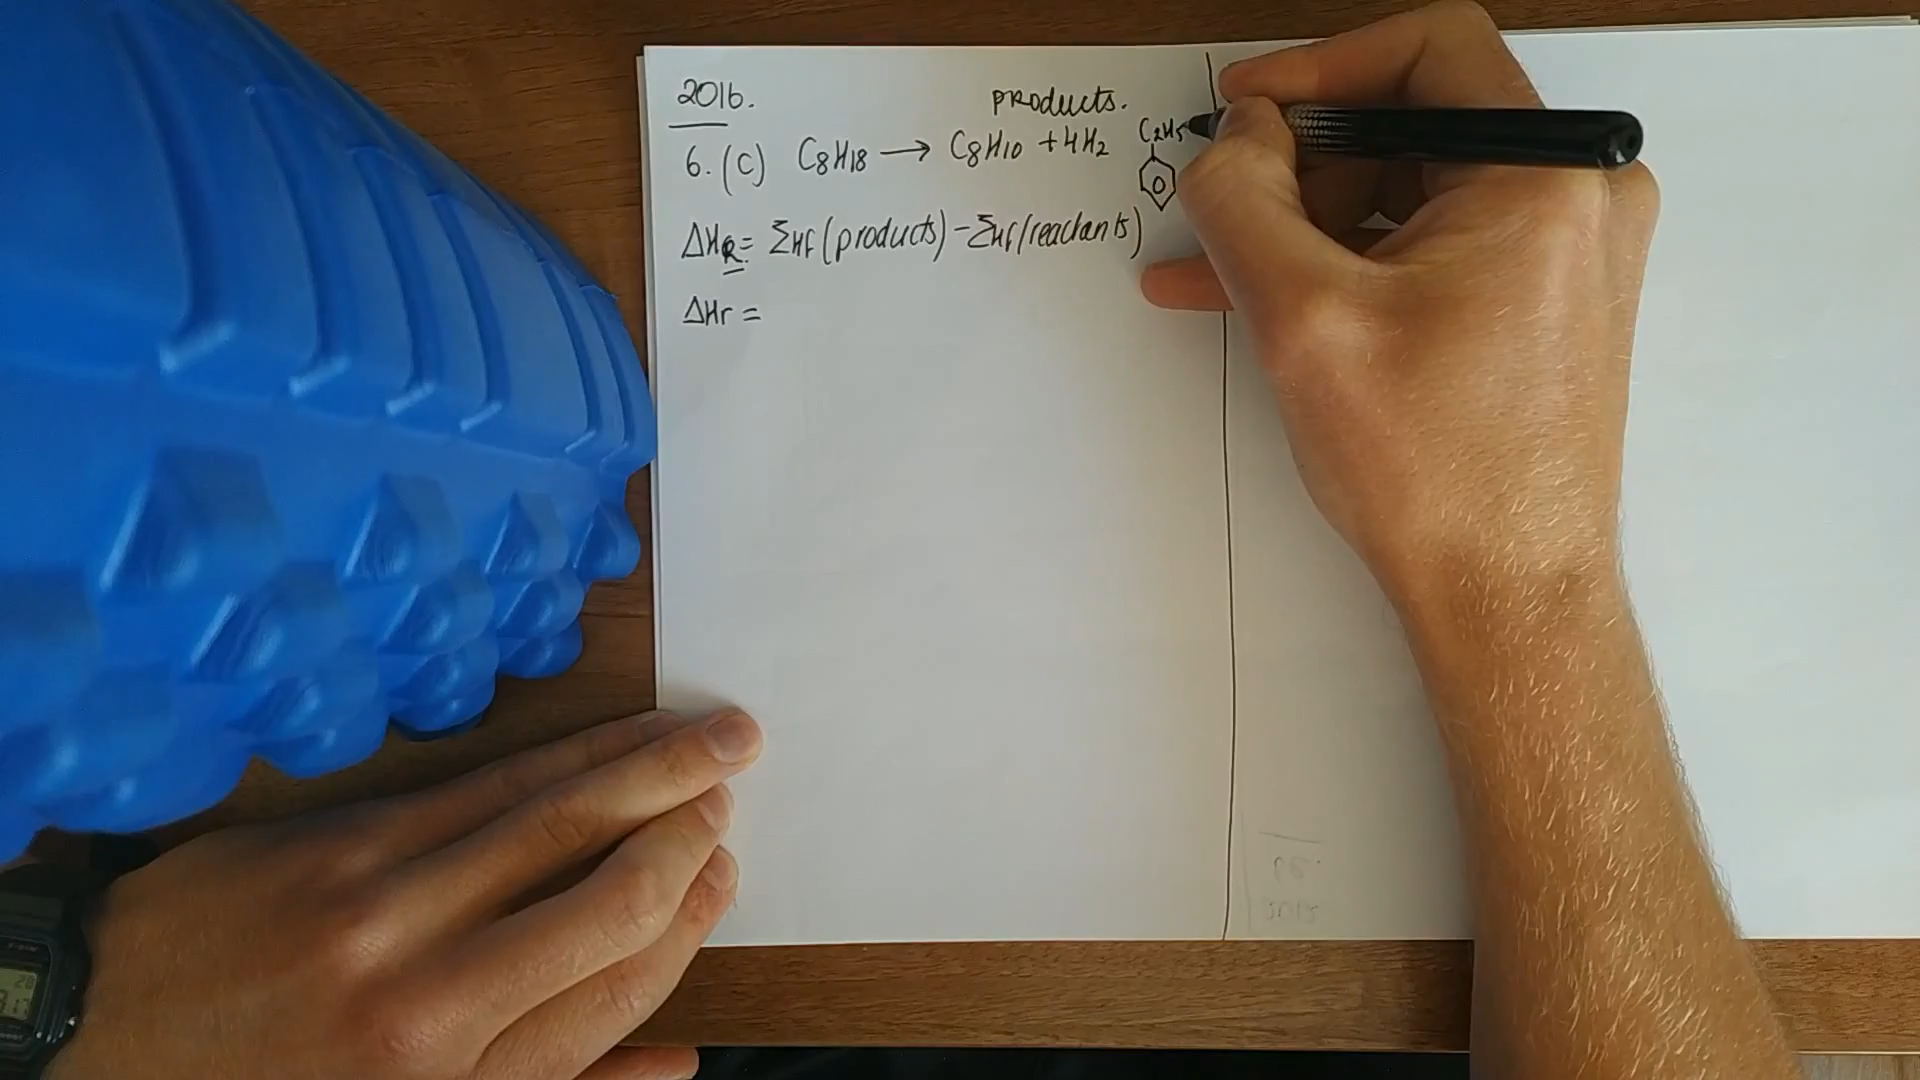 2016.
products.
6. (C) C8H18 → C8H10 + 4H2
C2H5
ΔHR = ΣHf (products) - ΣHf (reactants)
ΔHr =